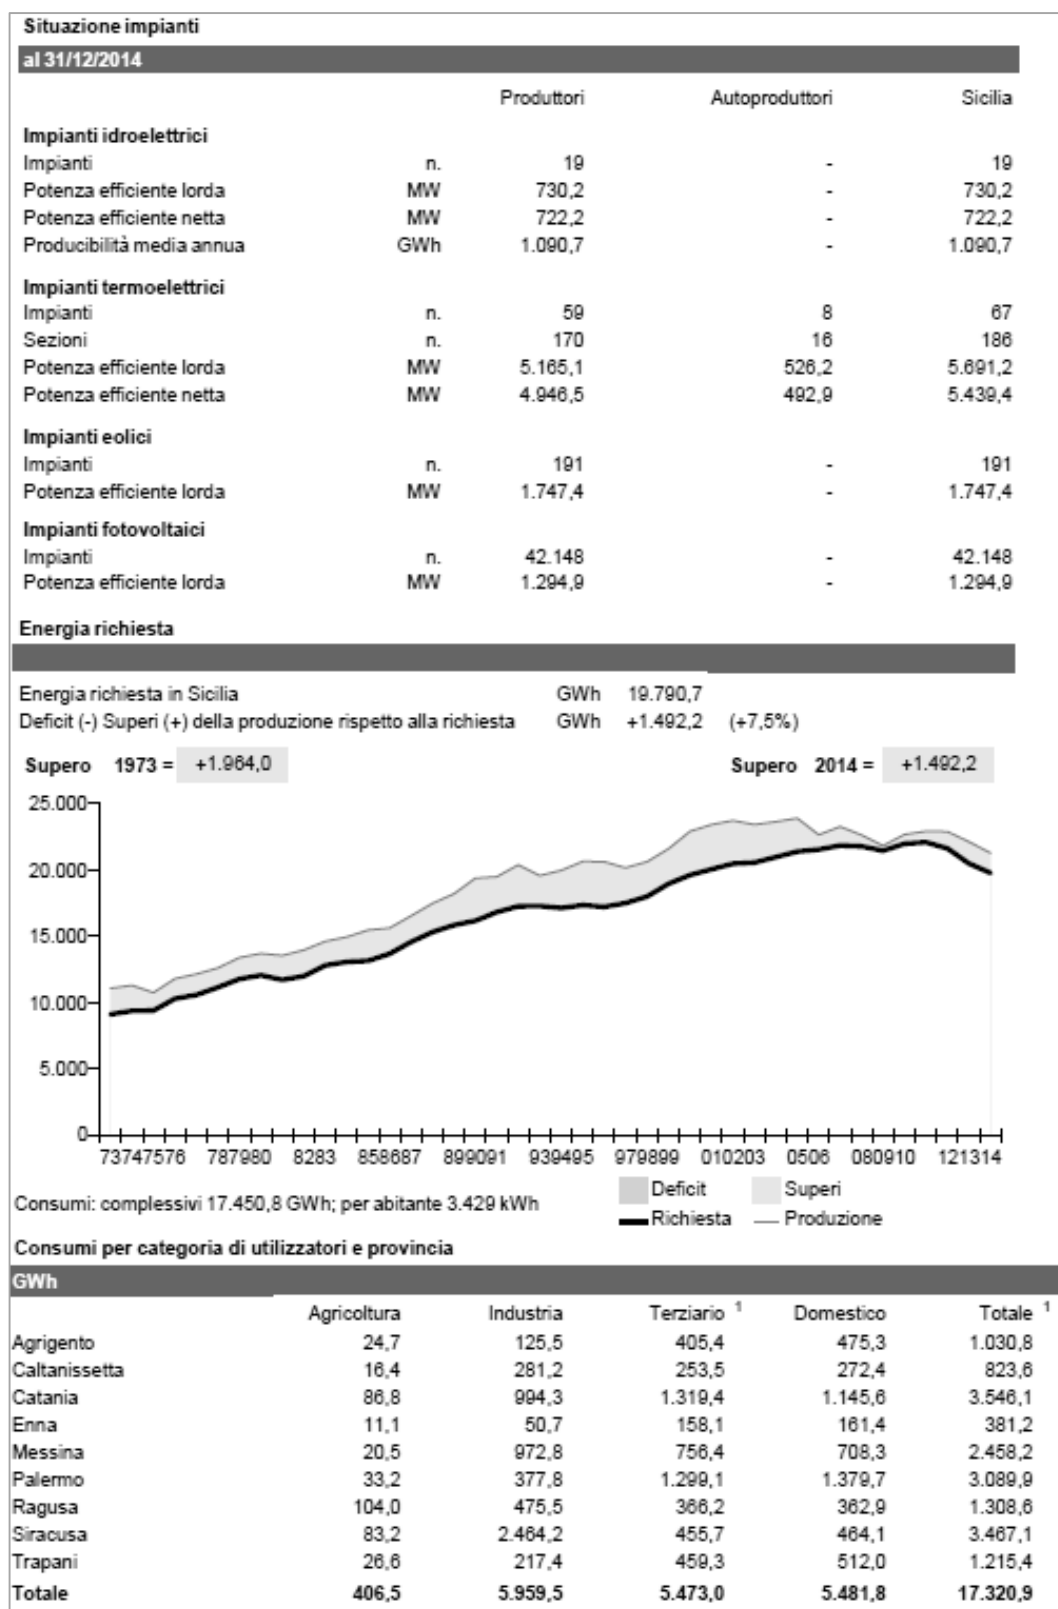 Situazione impianti
al 31/12/2014
Produttori Autoproduttori Sicilia
Impianti idroelettrici
Impianti n. 19 - 19
Potenza efficiente lorda MW 730,2 - 730,2
Potenza efficiente netta MW 722,2 - 722,2
Producibilità media annua GWh 1.090,7 - 1.090,7
Impianti termoelettrici
Impianti n. 59 8 67
Sezioni n. 170 16 186
Potenza efficiente lorda MW 5.165,1 526,2 5.691,2
Potenza efficiente netta MW 4.946,5 492,9 5.439,4
Impianti eolici
Impianti n. 191 - 191
Potenza efficiente lorda MW 1.747,4 - 1.747,4
Impianti fotovoltaici
Impianti n. 42.148 - 42.148
Potenza efficiente lorda MW 1.294,9 - 1.294,9
Energia richiesta
Energia richiesta in Sicilia GWh 19.790,7
Deficit (-) Superi (+) della produzione rispetto alla richiesta GWh +1.492,2 (+7,5%)
Supero 1973 = +1.964,0 Supero 2014 = +1.492,2
25.000
20.000
15.000
10.000
5.000
0
73747576 787980 8283 858687 899091 939495 979899 010203 0506 080910 121314
Deficit Superi
Consumi: complessivi 17.450,8 GWh; per abitante 3.429 kWh
Richiesta Produzione
Consumi per categoria di utilizzatori e provincia
GWh
Agricoltura Industria Terziario 1 Domestico Totale 1
Agrigento 24,7 125,5 405,4 475,3 1.030,8
Caltanissetta 16,4 281,2 253,5 272,4 823,6
Catania 86,8 994,3 1.319,4 1.145,6 3.546,1
Enna 11,1 50,7 158,1 161,4 381,2
Messina 20,5 972,8 756,4 708,3 2.458,2
Palermo 33,2 377,8 1.299,1 1.379,7 3.089,9
Ragusa 104,0 475,5 366,2 362,9 1.308,6
Siracusa 83,2 2.464,2 455,7 464,1 3.467,1
Trapani 26,6 217,4 459,3 512,0 1.215,4
Totale 406,5 5.959,5 5.473,0 5.481,8 17.320,9